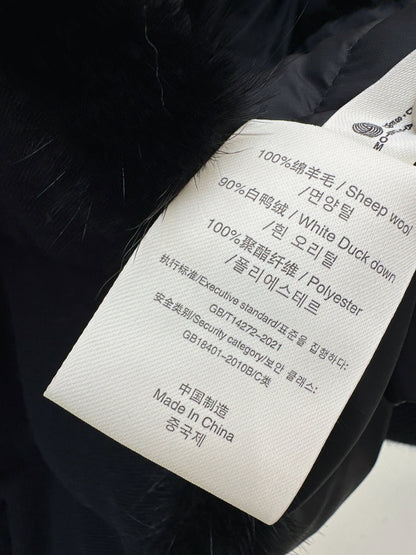 100%绵羊毛 / Sheep wool
/면양털
90%白鸭绒 / White Duck down
/흰 오리털
100%聚酯纤维 / Polyester
/폴리에스테르
执行标准/Executive standard/표준을 집행하다:
GB/T14272-2021
安全类别/Security category/보안 클래스:
GB18401-2010B/C类
中国制造
Made In China
중국제